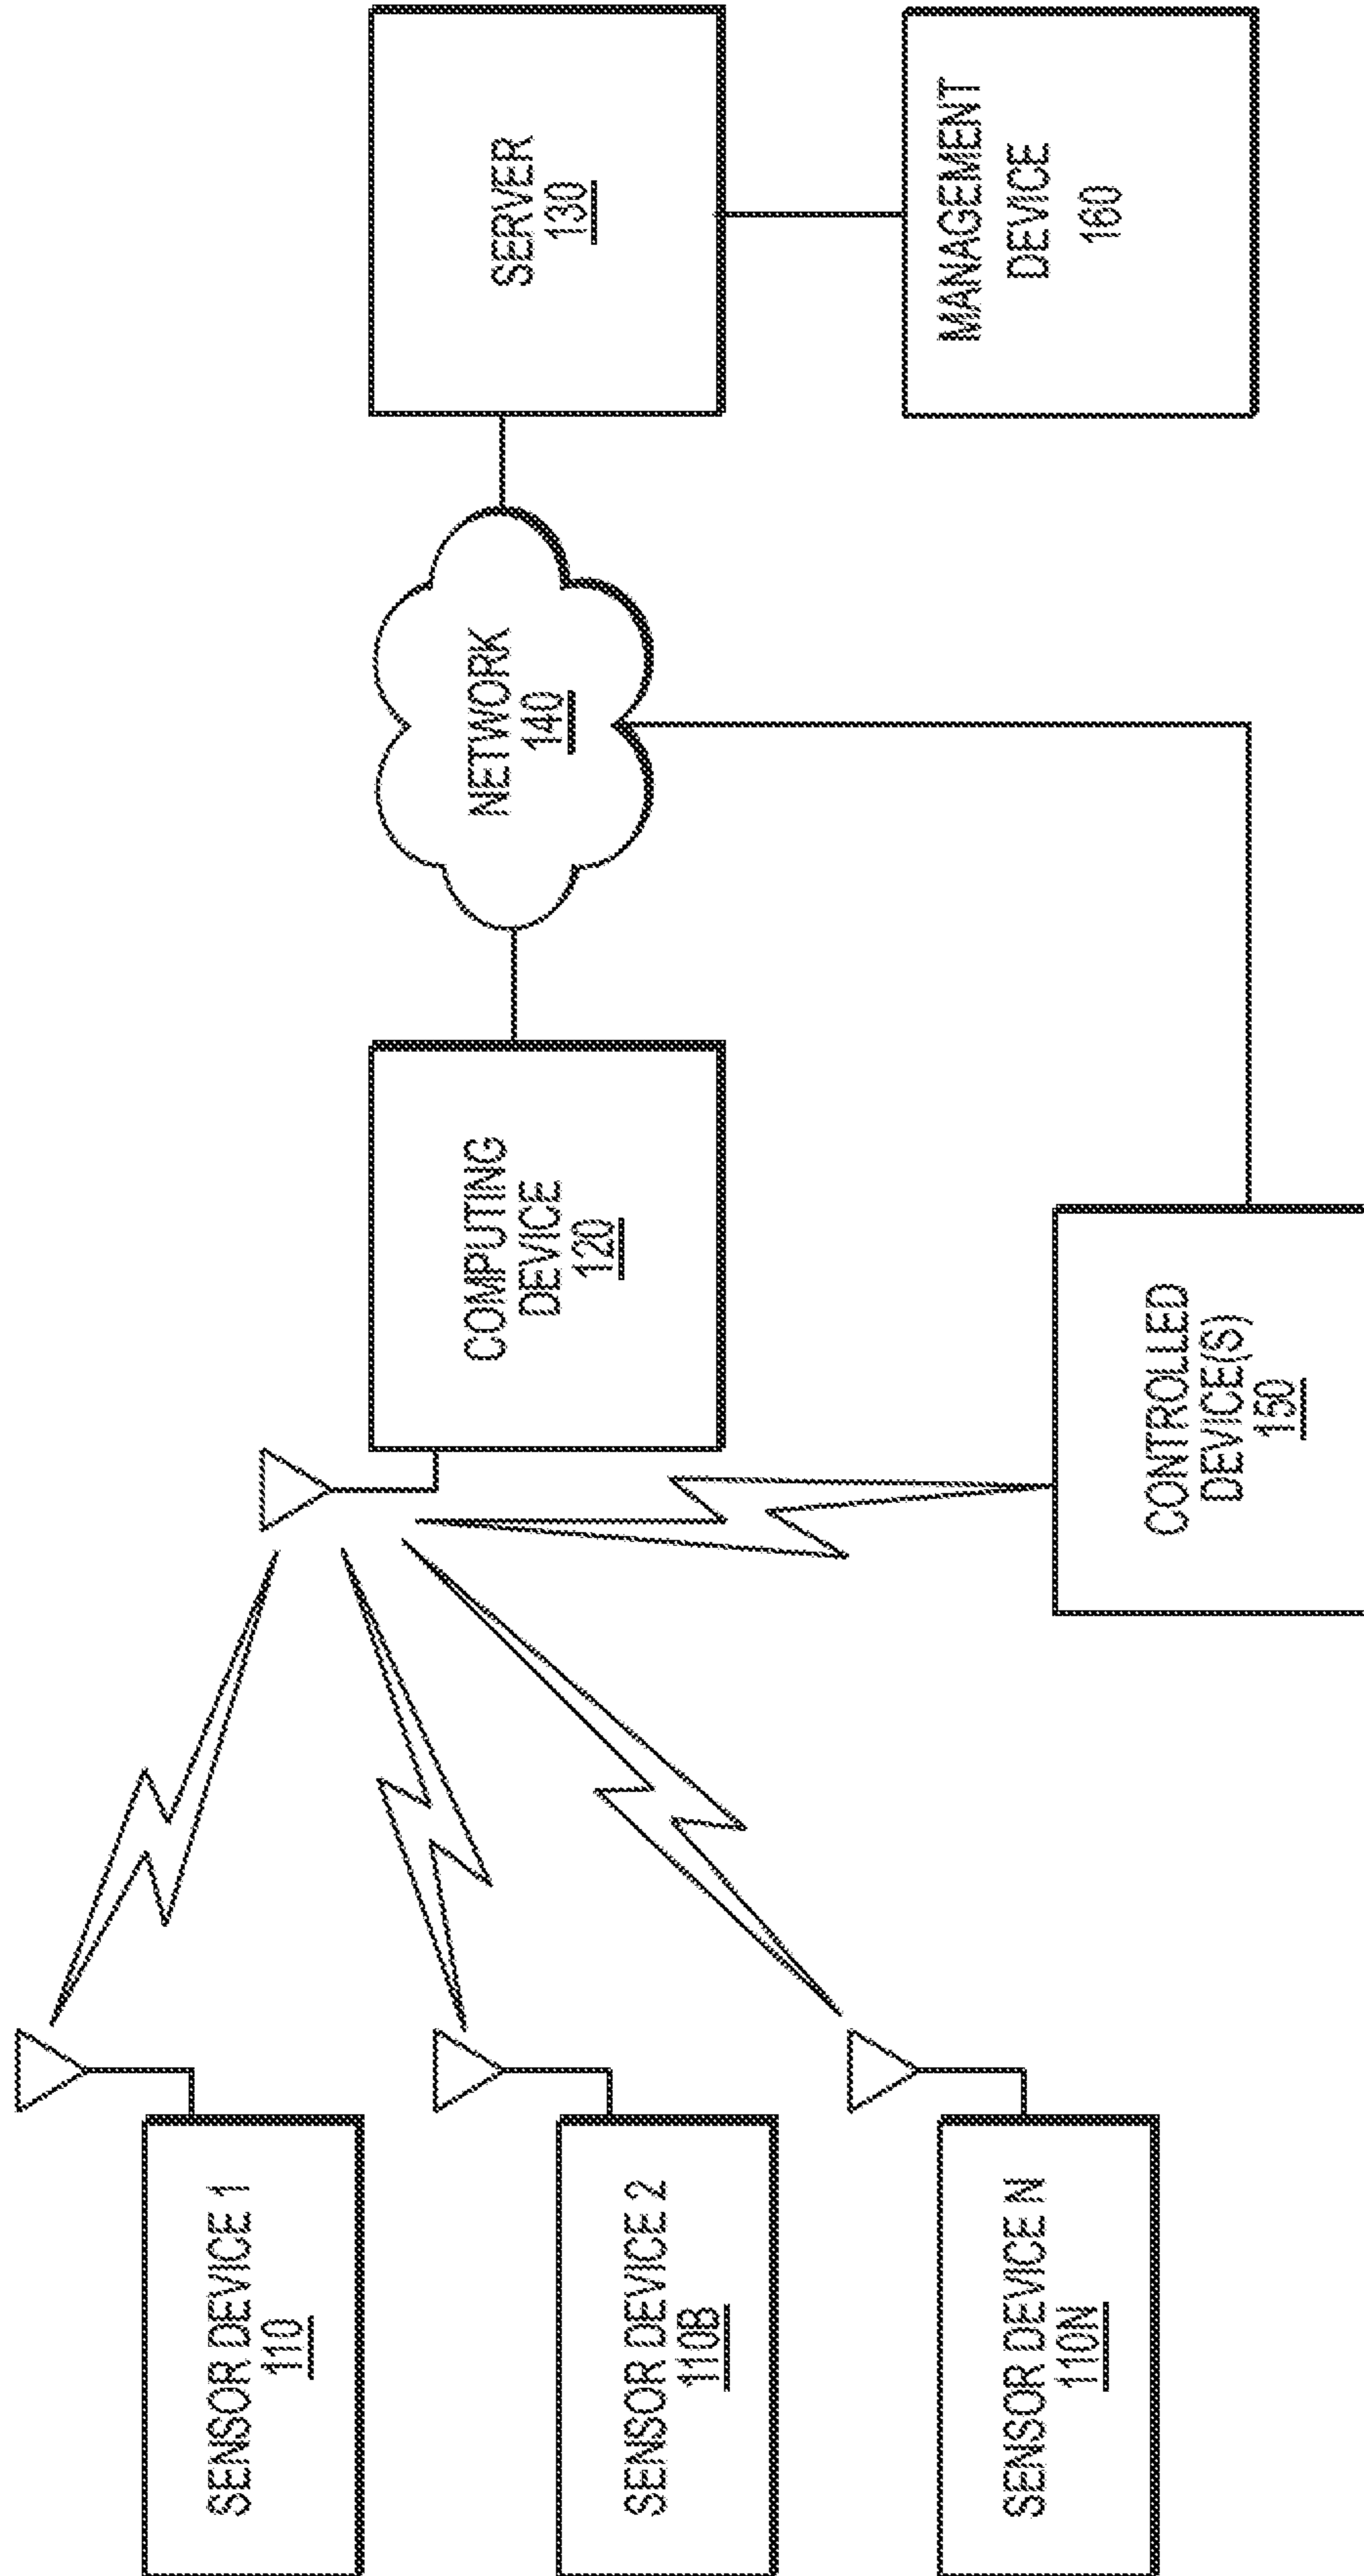 SENSOR DEVICE 1
110
SENSOR DEVICE 2
110B
SENSOR DEVICE N
110N
COMPUTING
DEVICE
120
CONTROLLED
DEVICE(S)
150
NETWORK
140
SERVER
130
MANAGEMENT
DEVICE
160